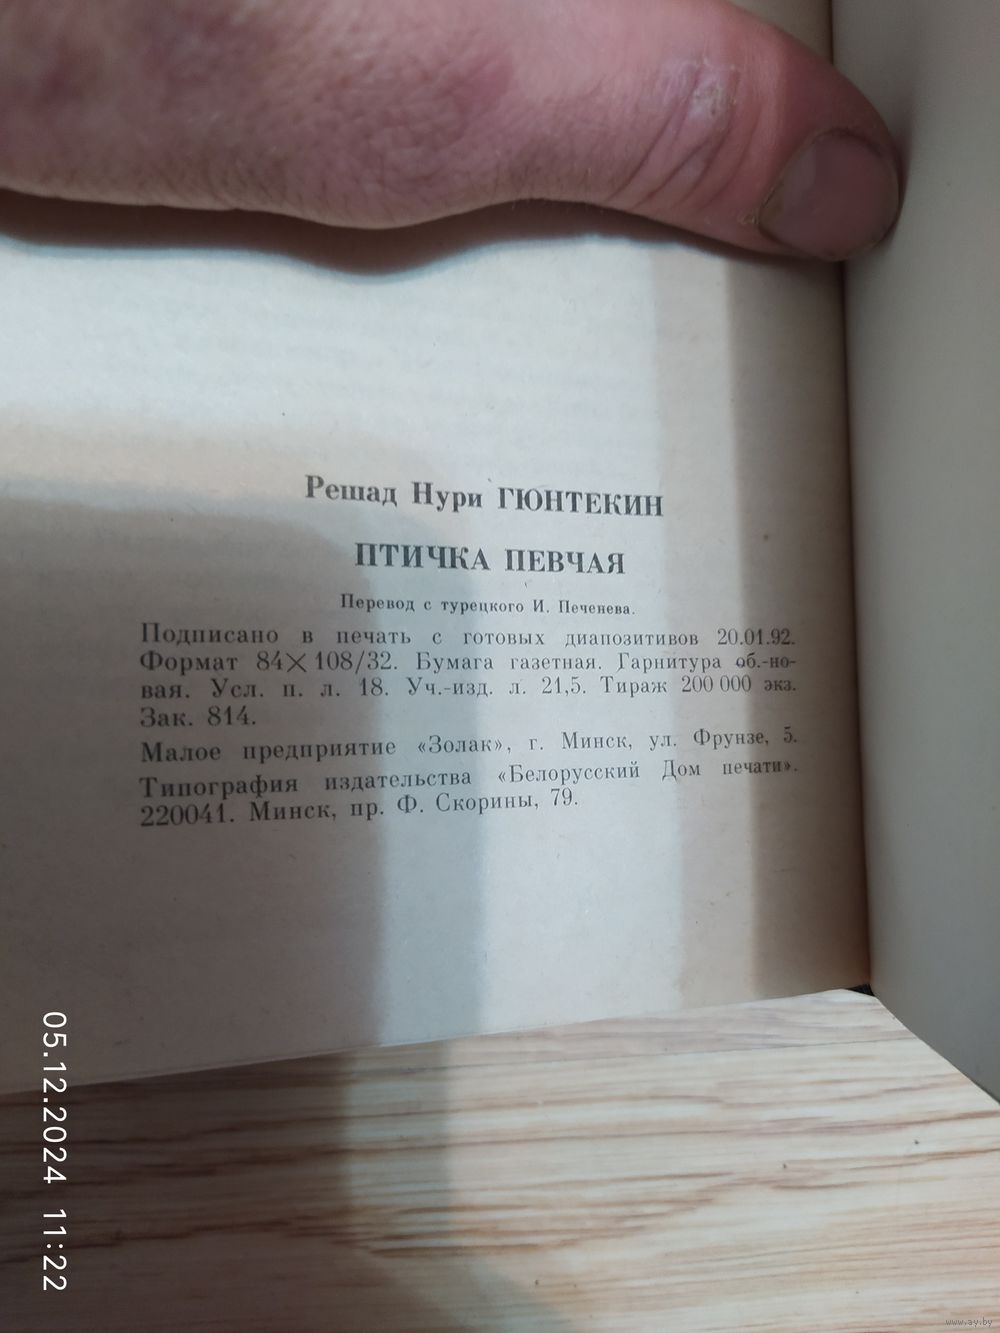 Решад Нури ГЮНТЕКИН
ПТИЧКА ПЕВЧАЯ
Перевод с турецкого И. Печенева.
Подписано в печать с готовых диапозитивов 20.01.92.
Формат 84×108/32. Бумага газетная. Гарнитура об.-но-
вая. Усл. п. л. 18. Уч.-изд. л. 21,5. Тираж 200 000 экз.
Зак. 814.
Малое предприятие «Золак», г. Минск, ул. Фрунзе, 5.
Типография издательства «Белорусский Дом печати».
220041. Минск, пр. Ф. Скорины, 79.
05.12.2024 11:22
www.ay.by